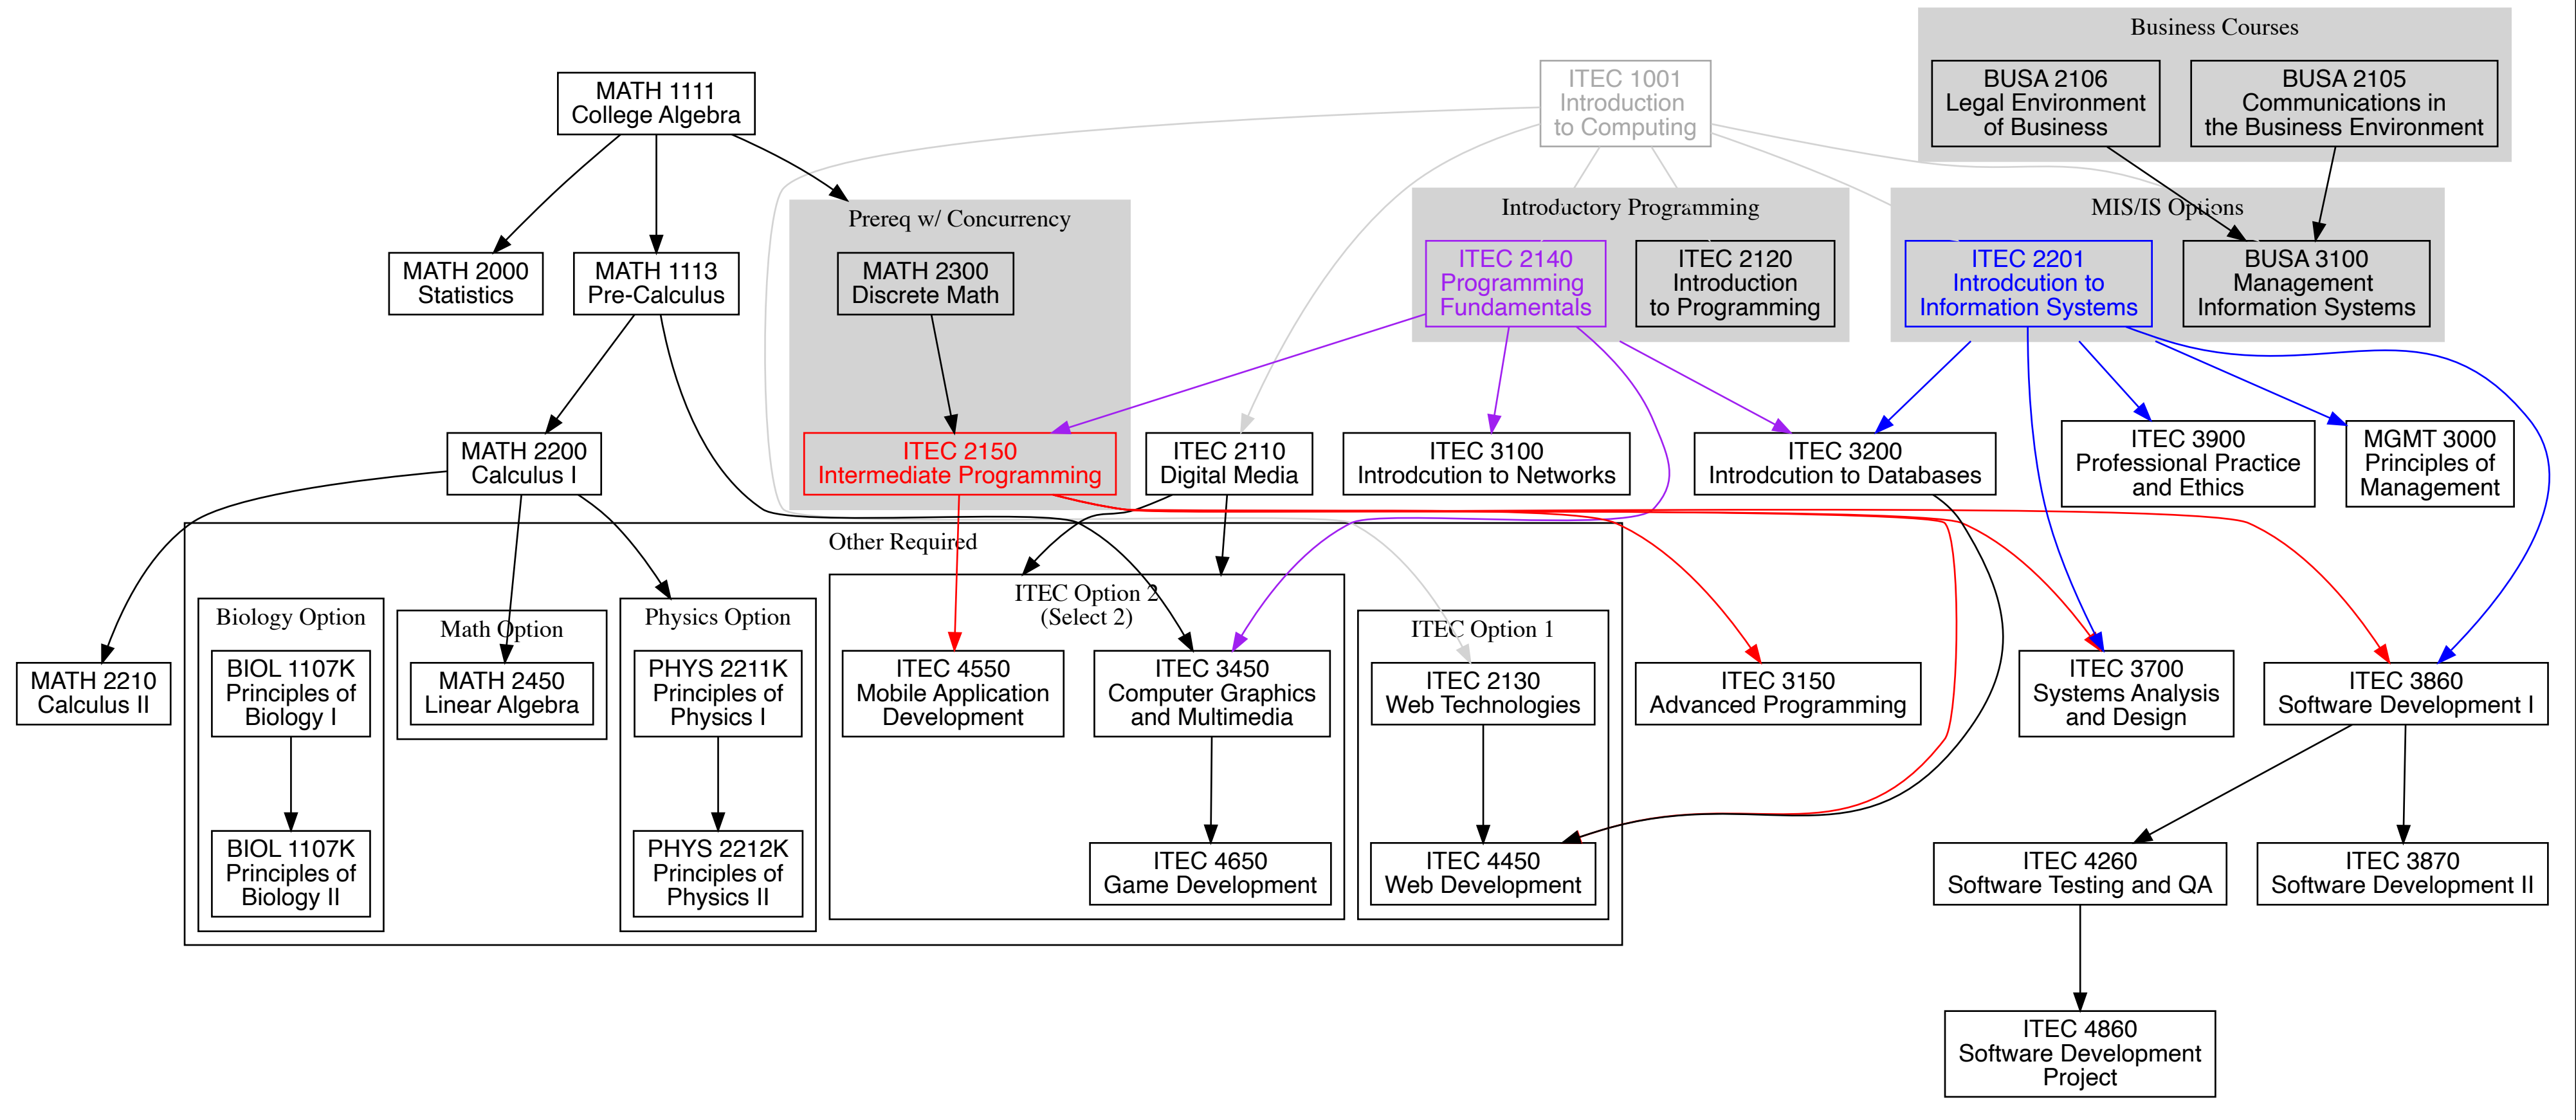 Business Courses
MATH 1111
College Algebra
ITEC 1001
Introduction
to Computing
BUSA 2106
Legal Environment
of Business
BUSA 2105
Communications in
the Business Environment
Prereq w/ Concurrency
Introductory Programming
MIS/IS Options
MATH 2000
Statistics
MATH 1113
Pre-Calculus
MATH 2300
Discrete Math
ITEC 2140
Programming
Fundamentals
ITEC 2120
Introduction
to Programming
ITEC 2201
Introdcution to
Information Systems
BUSA 3100
Management
Information Systems
MATH 2200
Calculus I
ITEC 2150
Intermediate Programming
ITEC 2110
Digital Media
ITEC 3100
Introdcution to Networks
ITEC 3200
Introdcution to Databases
ITEC 3900
Professional Practice
and Ethics
MGMT 3000
Principles of
Management
Other Required
Biology Option
Math Option
Physics Option
ITEC Option 2
(Select 2)
ITEC Option 1
MATH 2210
Calculus II
BIOL 1107K
Principles of
Biology I
MATH 2450
Linear Algebra
PHYS 2211K
Principles of
Physics I
ITEC 4550
Mobile Application
Development
ITEC 3450
Computer Graphics
and Multimedia
ITEC 2130
Web Technologies
ITEC 3150
Advanced Programming
ITEC 3700
Systems Analysis
and Design
ITEC 3860
Software Development I
BIOL 1107K
Principles of
Biology II
PHYS 2212K
Principles of
Physics II
ITEC 4650
Game Development
ITEC 4450
Web Development
ITEC 4260
Software Testing and QA
ITEC 3870
Software Development II
ITEC 4860
Software Development
Project